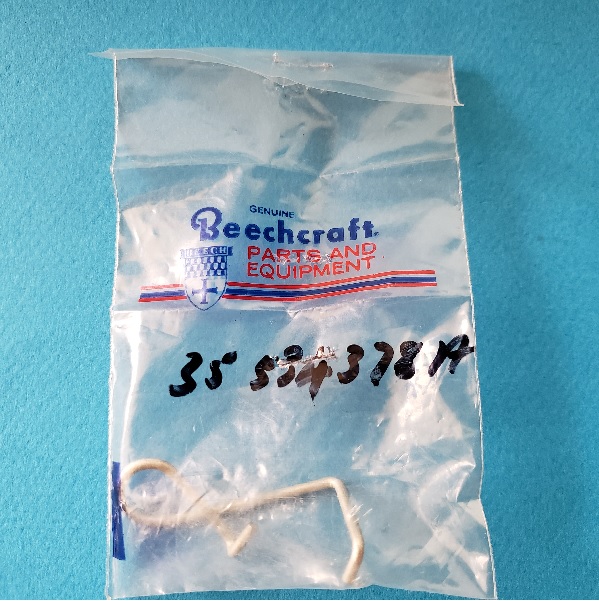 GENUINE
Beechcraft
BEECH
PARTS AND
EQUIPMENT
35 534378 A